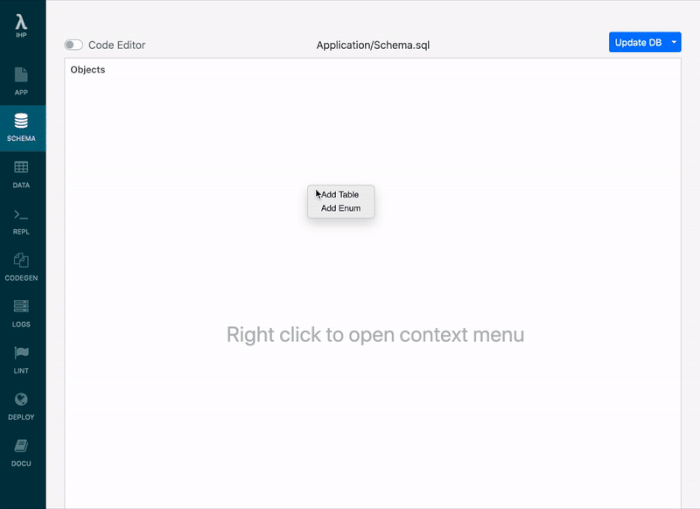 λ
IHP
APP
SCHEMA
DATA
>_
REPL
CODEGEN
LOGS
LINT
DEPLOY
DOCU
Code Editor
Application/Schema.sql
Update DB
Objects
Add Table
Add Enum
Right click to open context menu